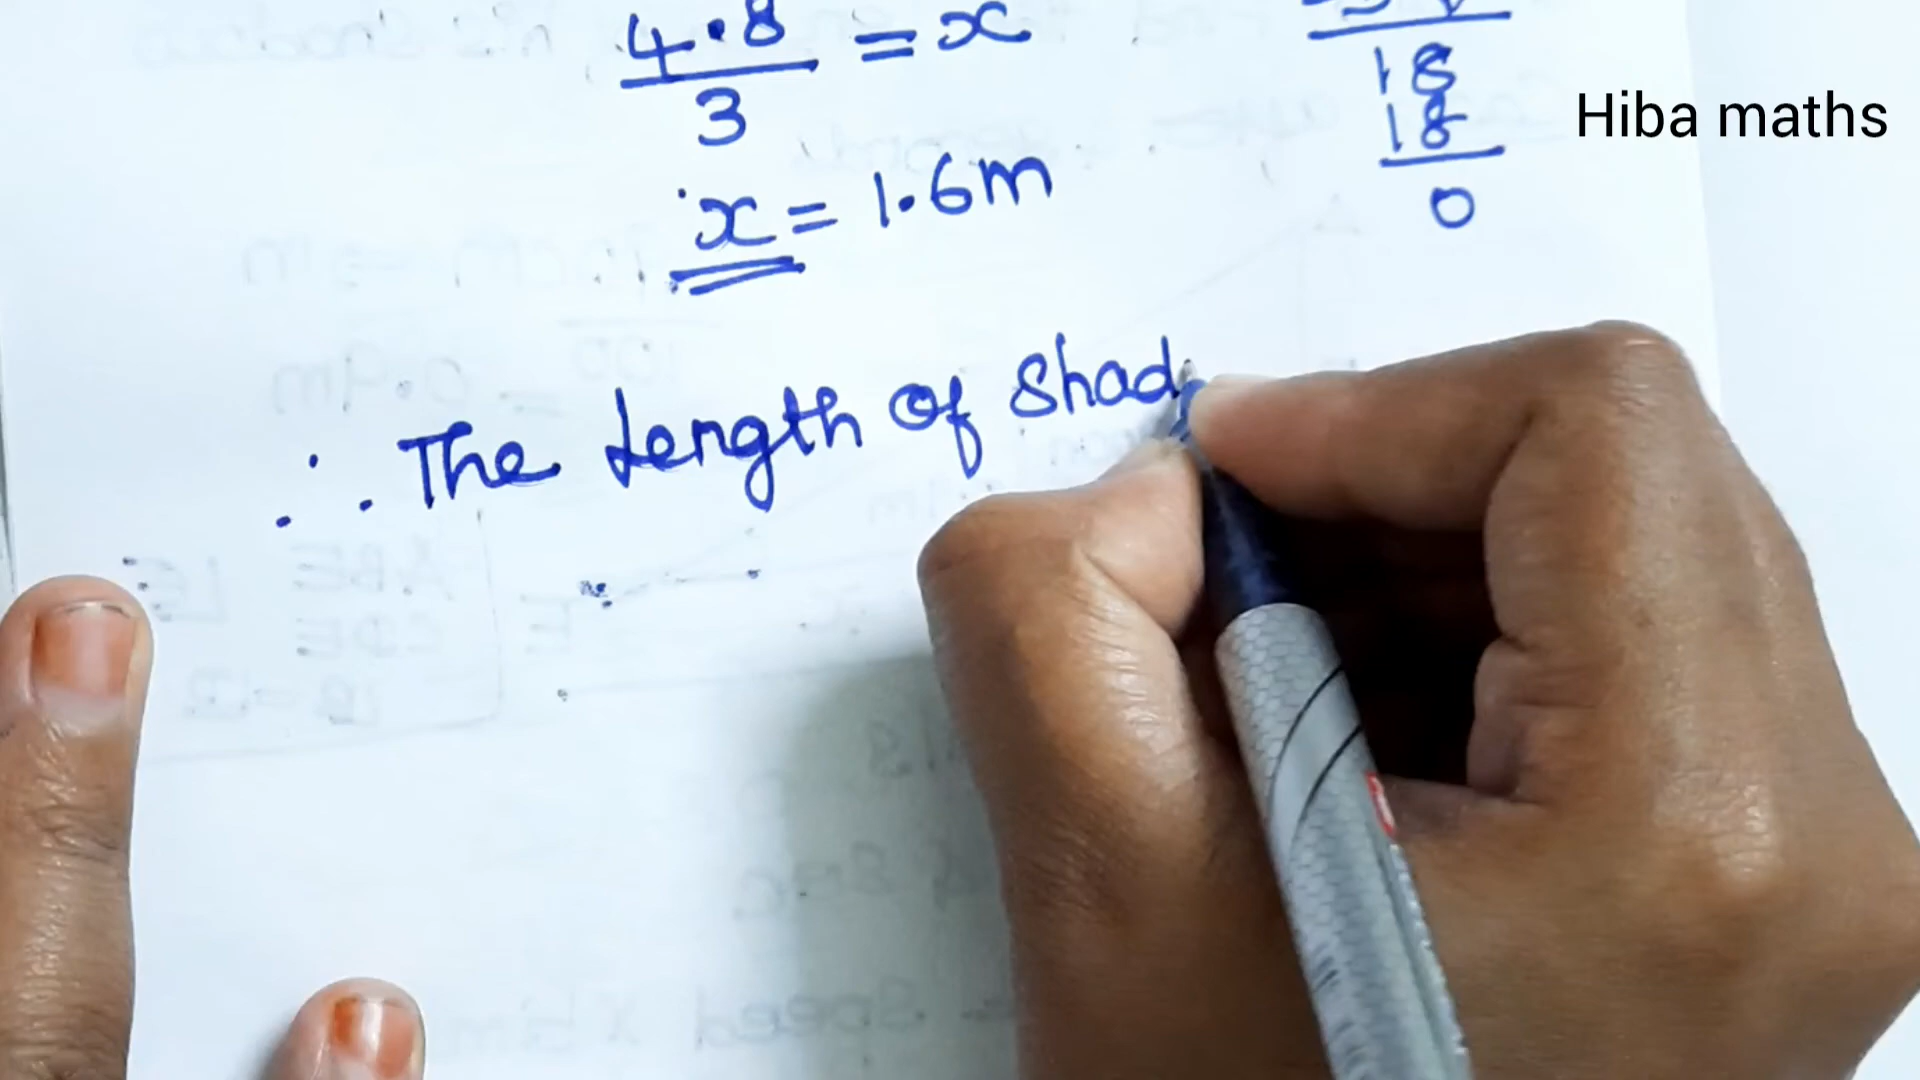 4.8 = x
3
x = 1.6m
18
18
0
Hiba maths
∴ The Length of Shad